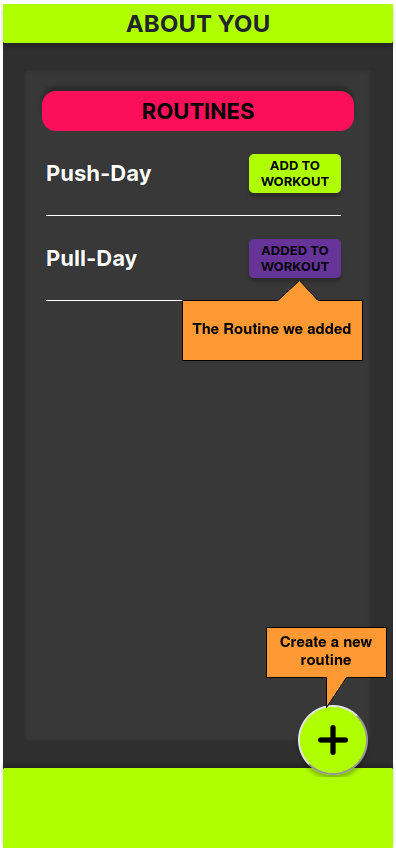 ABOUT YOU
ROUTINES
Push-Day
ADD TO
WORKOUT
Pull-Day
ADDED TO
WORKOUT
The Routine we added
Create a new
routine